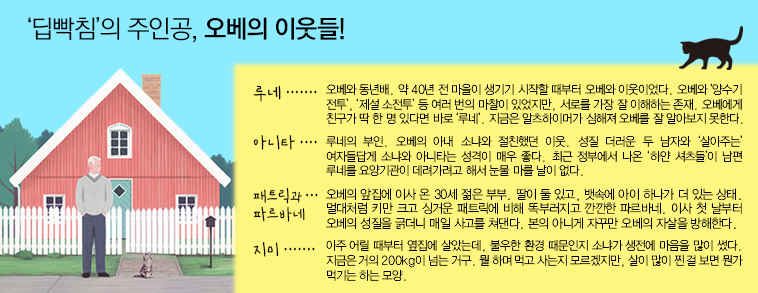 ‘딥빡침’의 주인공, 오베의 이웃들!
루네 ······· 오베와 동년배. 약 40년 전 마을이 생기기 시작할 때부터 오베와 이웃이었다. 오베와 ‘양수기
전투’, ‘제설 소전투’ 등 여러 번의 마찰이 있었지만, 서로를 가장 잘 이해하는 존재. 오베에게
친구가 딱 한 명 있다면 바로 ‘루네’. 지금은 알츠하이머가 심해져 오베를 잘 알아보지 못한다.
아니타 ···· 루네의 부인. 오베의 아내 소냐와 절친했던 이웃. 성질 더러운 두 남자와 ‘살아주는’
여자들답게 소냐와 아니타는 성격이 매우 좋다. 최근 정부에서 나온 ‘하얀 셔츠들’이 남편
루네를 요양기관이 데려가려고 해서 눈물 마를 날이 없다.
패트릭과 ··· 오베의 앞집에 이사 온 30세 젊은 부부. 딸이 둘 있고, 뱃속에 아이 하나가 더 있는 상태.
파르바네 멀대처럼 키만 크고 싱거운 패트릭에 비해 똑부러지고 깐깐한 파르바네. 이사 첫 날부터
오베의 성질을 긁더니 매일 사고를 쳐댄다. 본의 아니게 자꾸만 오베의 자살을 방해한다.
지미 ······· 아주 어릴 때부터 옆집에 살았는데, 불우한 환경 때문인지 소냐가 생전에 마음을 많이 썼다.
지금은 거의 200kg이 넘는 거구. 뭘 하며 먹고 사는지 모르겠지만, 살이 많이 찐 걸 보면 뭔가
먹기는 하는 모양.